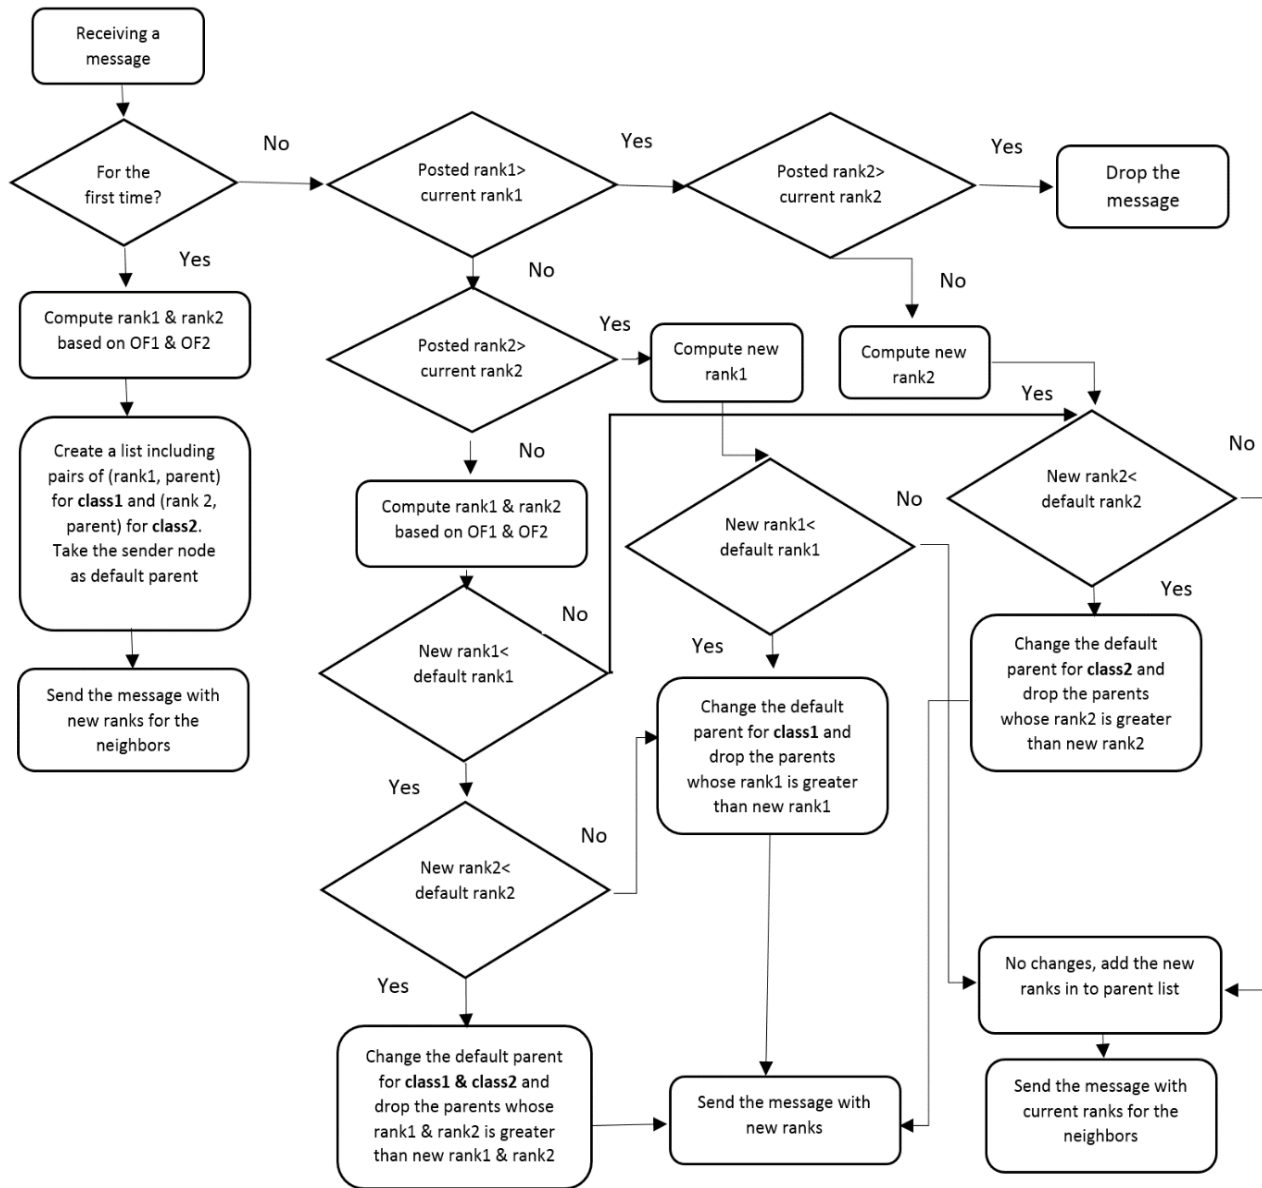 Receiving a
message
For the
first time?
No
Posted rank1>
current rank1
Yes
Posted rank2>
current rank2
Yes
Drop the
message
Yes
No
No
Compute rank1 & rank2
based on OF1 & OF2
Posted rank2>
current rank2
Yes
Compute new
rank1
Compute new
rank2
Yes
No
Create a list including
pairs of (rank1, parent)
for class1 and (rank 2,
parent) for class2.
Take the sender node
as default parent
No
Compute rank1 & rank2
based on OF1 & OF2
New rank1<
default rank1
No
New rank2<
default rank2
No
Yes
Yes
Send the message with
new ranks for the
neighbors
New rank1<
default rank1
Change the default
parent for class1 and
drop the parents
whose rank1 is greater
than new rank1
Change the default
parent for class2 and
drop the parents
whose rank2 is greater
than new rank2
Yes
No
New rank2<
default rank2
Yes
No changes, add the new
ranks in to parent list
Change the default parent
for class1 & class2 and
drop the parents whose
rank1 & rank2 is greater
than new rank1 & rank2
Send the message with
new ranks
Send the message with
current ranks for the
neighbors